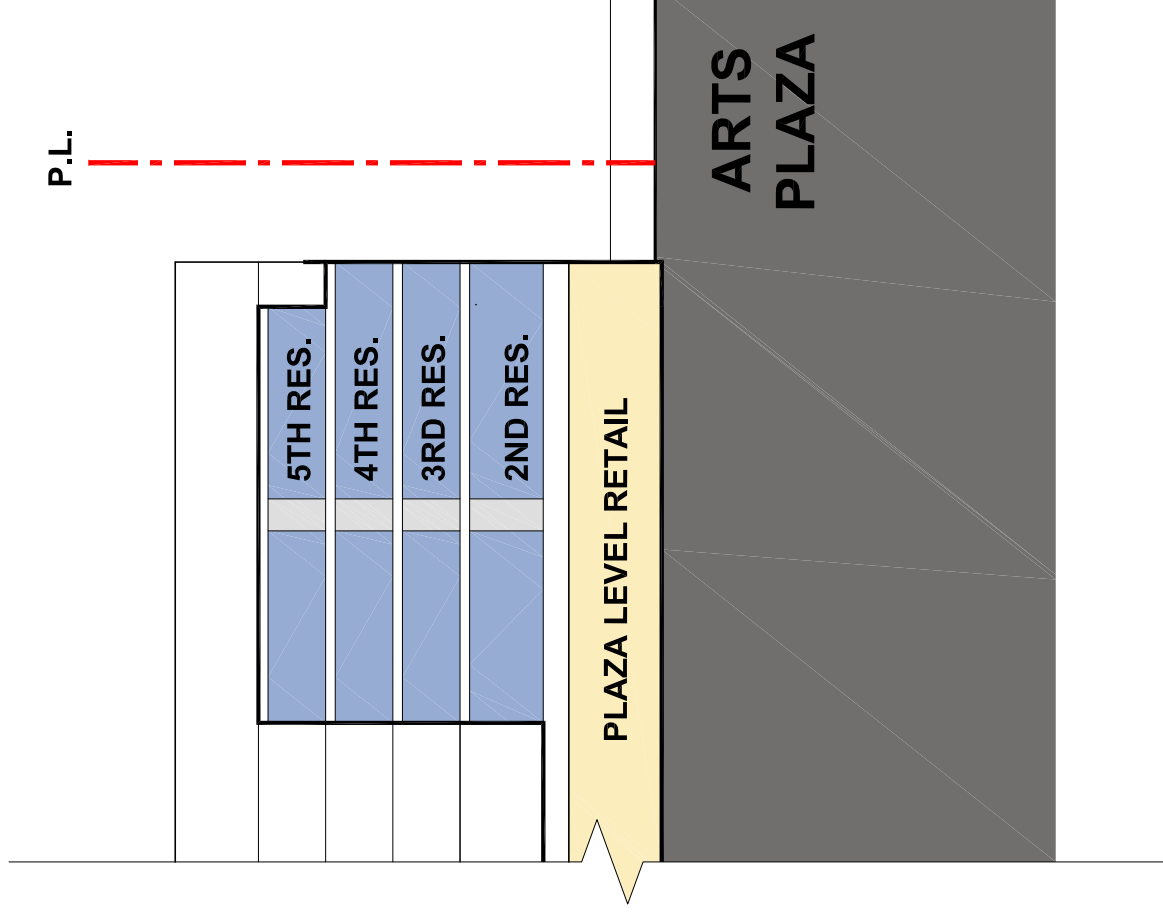 P.L.
ARTS
PLAZA
5TH RES.
4TH RES.
3RD RES.
2ND RES.
PLAZA LEVEL RETAIL